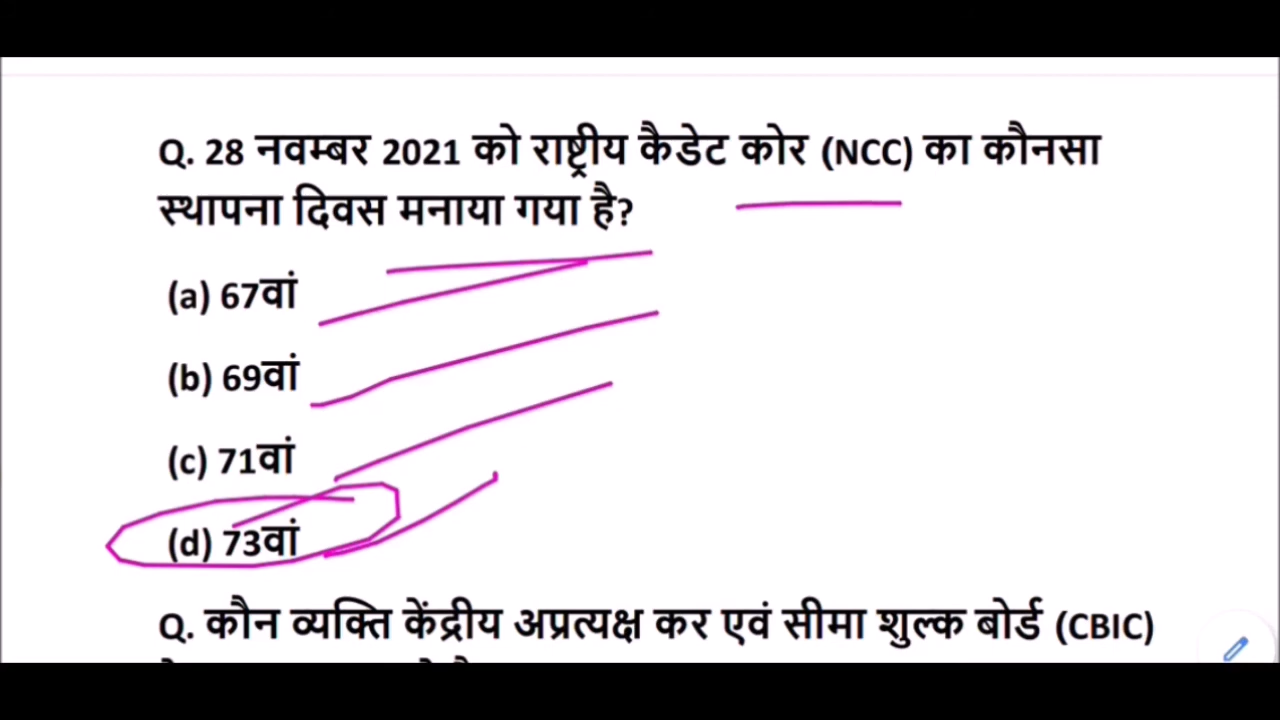 Q. 28 नवम्बर 2021 को राष्ट्रीय कैडेट कोर (NCC) का कौनसा
स्थापना दिवस मनाया गया है?
(a) 67वां
(b) 69वां
(c) 71वां
(d) 73वां
Q. कौन व्यक्ति केंद्रीय अप्रत्यक्ष कर एवं सीमा शुल्क बोर्ड (CBIC)